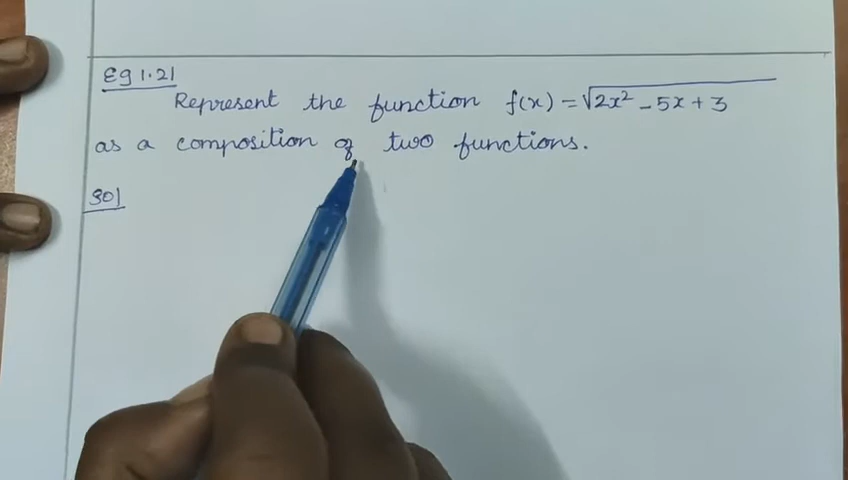 Eg 1.21
Represent the function f(x) = √2x² - 5x + 3
as a composition of two functions.
Sol